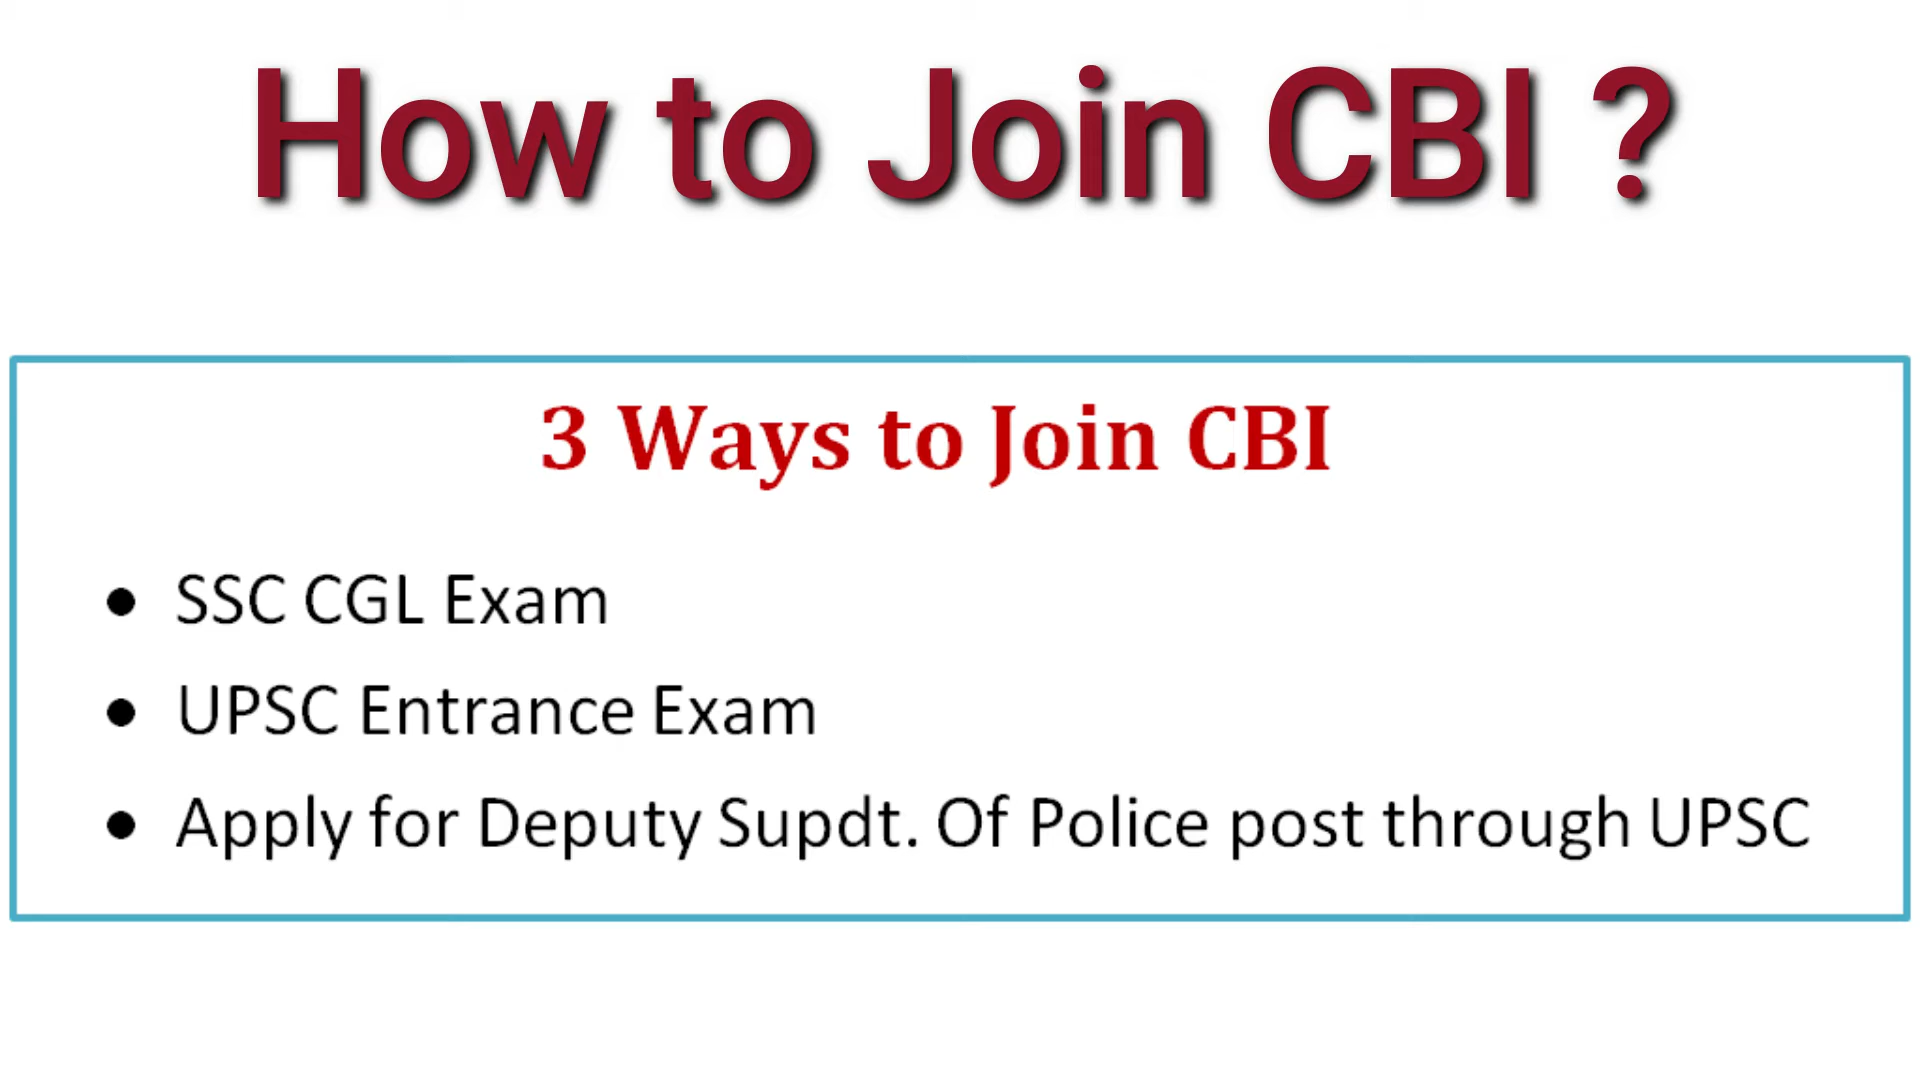 How to Join CBI ?
3 Ways to Join CBI
• SSC CGL Exam
• UPSC Entrance Exam
• Apply for Deputy Supdt. Of Police post through UPSC